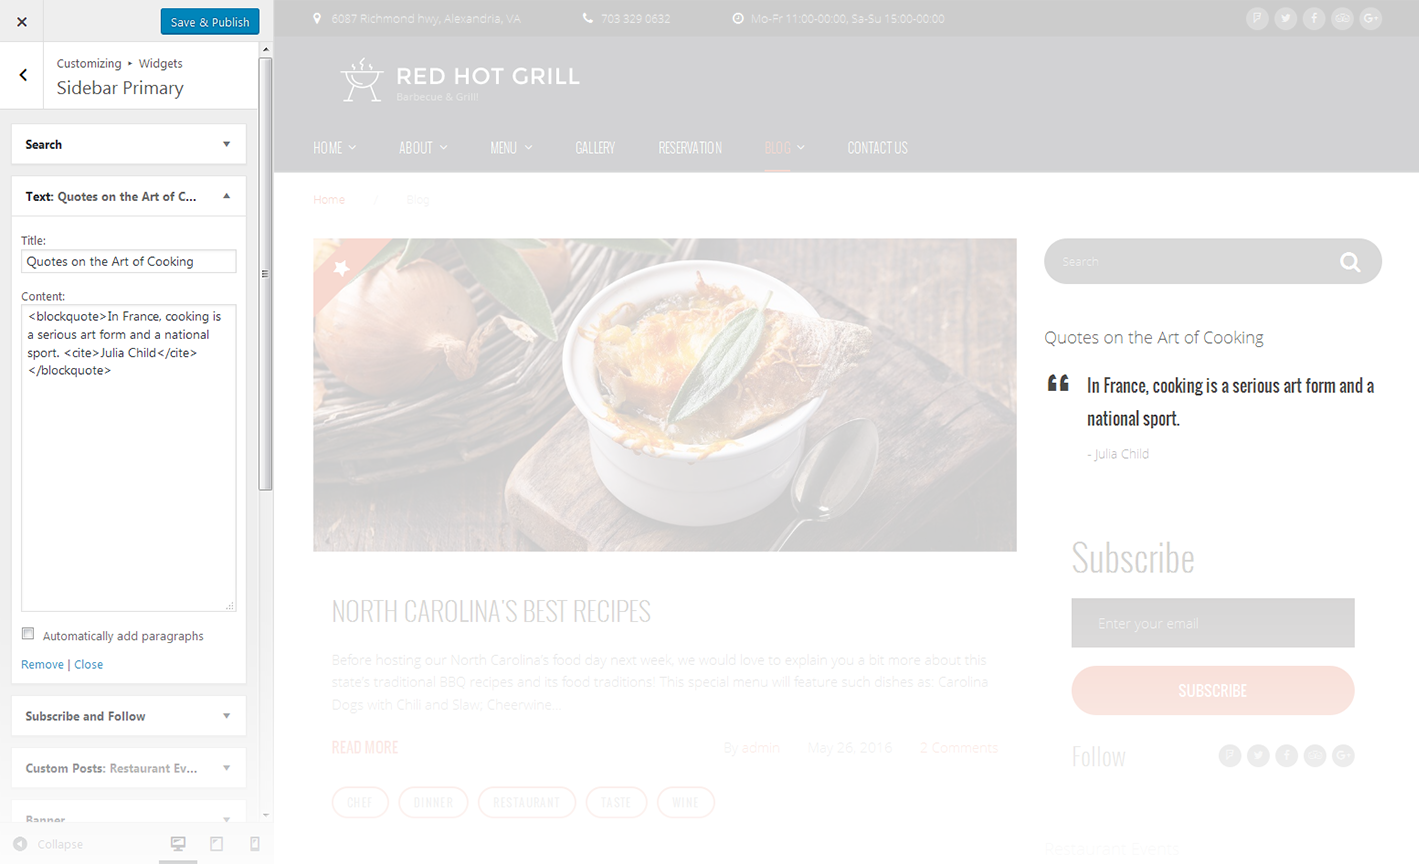 Save & Publish
Customizing ▸ Widgets
Sidebar Primary
Search
Text: Quotes on the Art of C...
Title:
Quotes on the Art of Cooking
Content:
<blockquote>In France, cooking is
a serious art form and a national
sport. <cite>Julia Child</cite>
</blockquote>
Automatically add paragraphs
Remove | Close
Subscribe and Follow
Custom Posts: Restaurant Ev...
Banner
Collapse
6087 Richmond hwy, Alexandria, VA
703 329 0632
Mo-Fr 11:00-00:00, Sa-Su 15:00-00:00
RED HOT GRILL
Barbecue & Grill!
HOME ABOUT MENU GALLERY RESERVATION BLOG CONTACT US
Home / Blog
NORTH CAROLINA'S BEST RECIPES
Before hosting our North Carolina's food day next week, we would love to explain you a bit more about this
state's traditional BBQ recipes and its food traditions! This special menu will feature such dishes as: Carolina
Dogs with Chili and Slaw, Cheerwine...
READ MORE
By admin May 26, 2016 2 Comments
CHEF DINNER RESTAURANT TASTE WINE
Search
Quotes on the Art of Cooking
In France, cooking is a serious art form and a
national sport.
- Julia Child
Subscribe
Enter your email
SUBSCRIBE
Follow
Restaurant Events